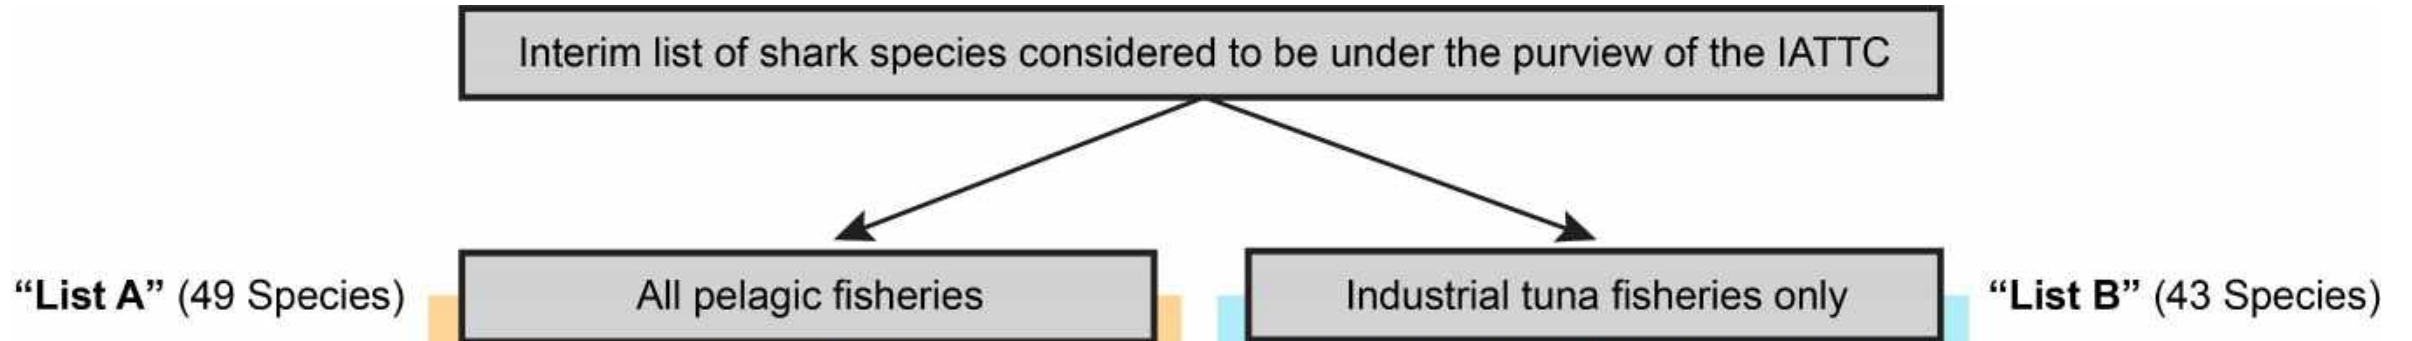 Interim list of shark species considered to be under the purview of the IATTC
“List A” (49 Species)
All pelagic fisheries
Industrial tuna fisheries only
“List B” (43 Species)